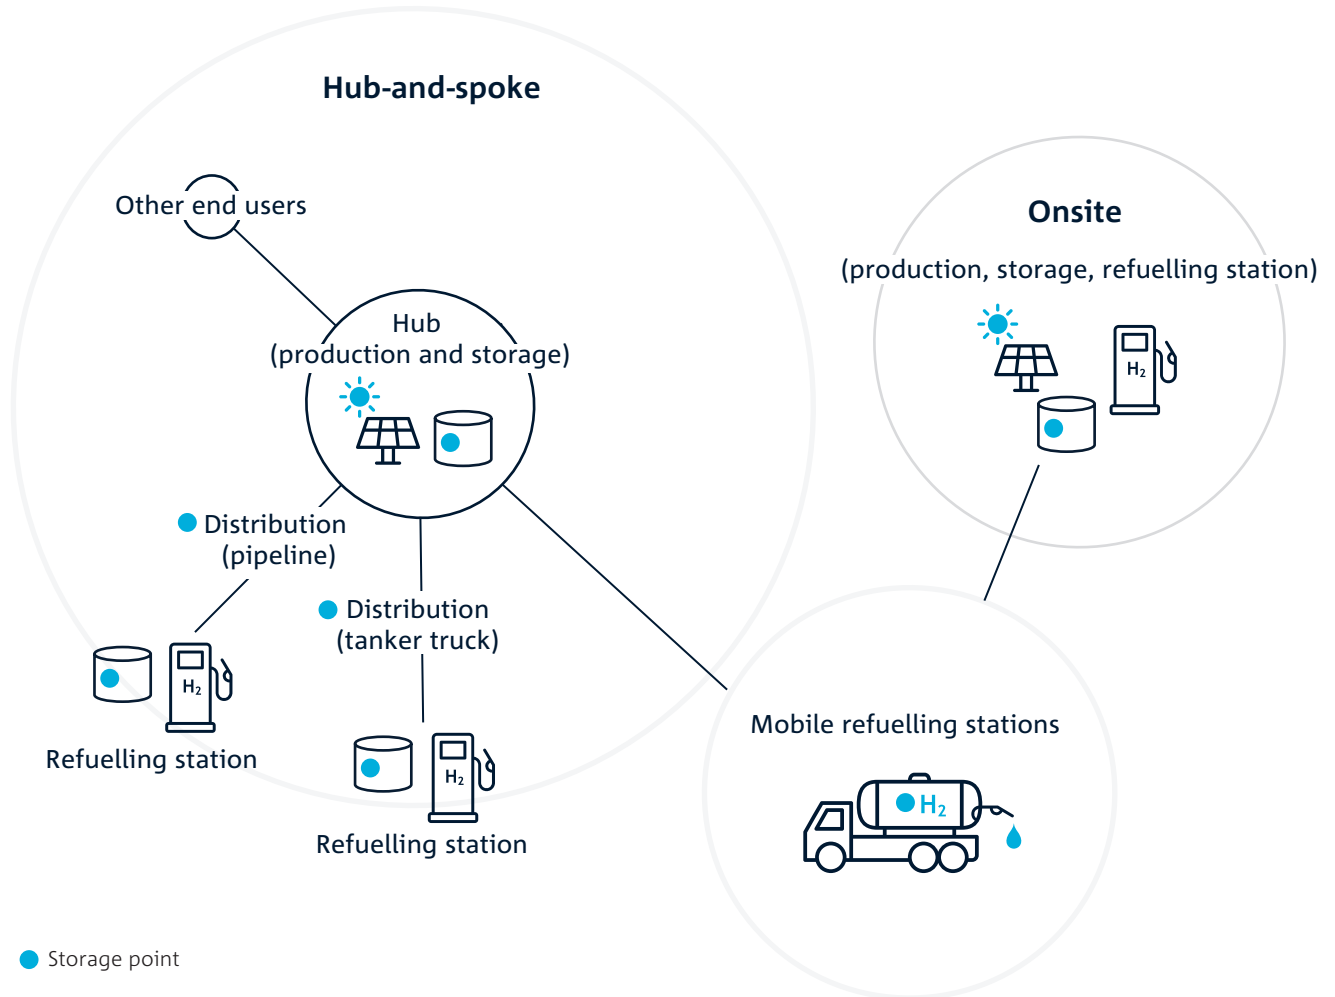 Hub-and-spoke
Other end users
Hub
(production and storage)
Distribution
(pipeline)
Distribution
(tanker truck)
H₂
Refuelling station
H₂
Refuelling station
Onsite
(production, storage, refuelling station)
H₂
Mobile refuelling stations
H₂
Storage point